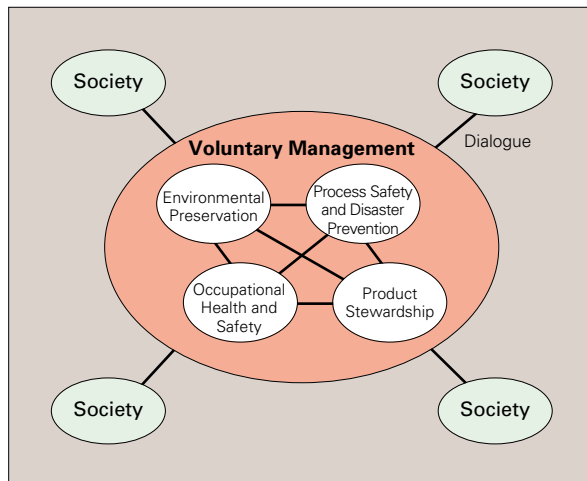 Society
Society
Dialogue
Voluntary Management
Environmental
Preservation
Process Safety
and Disaster
Prevention
Occupational
Health and
Safety
Product
Stewardship
Society
Society